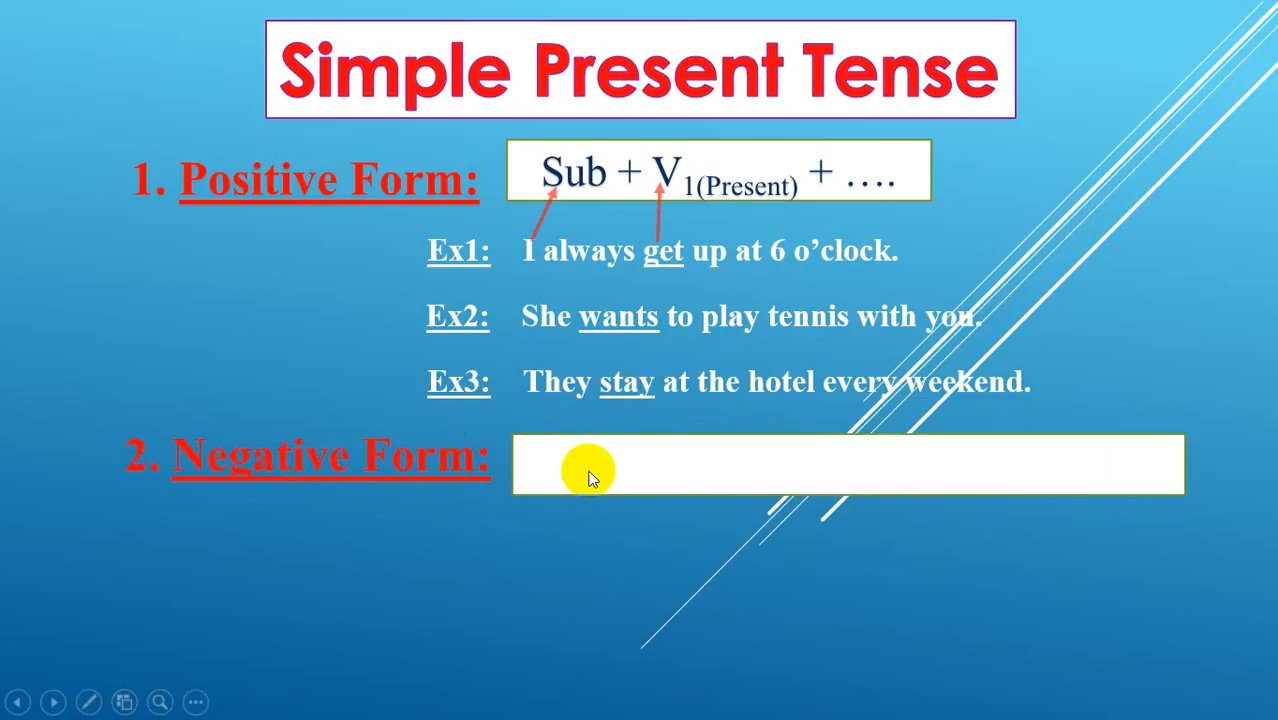 Simple Present Tense
1. Positive Form: Sub + V1(Present) + ....
Ex1: I always get up at 6 o’clock.
Ex2: She wants to play tennis with you.
Ex3: They stay at the hotel every weekend.
2. Negative Form: